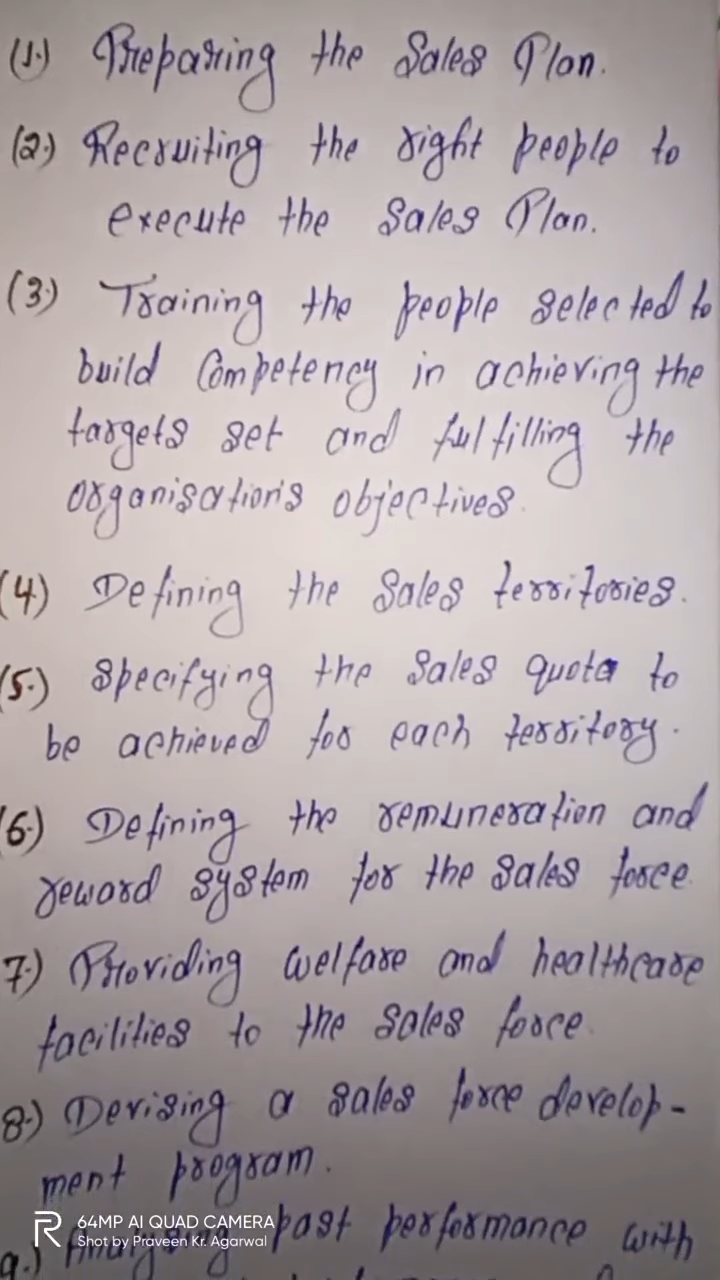 (1.) Preparing the Sales Plan.
(2.) Recruiting the right people to
execute the Sales Plan.
(3.) Training the people selected to
build Competency in achieving the
targets set and fulfilling the
organisation's objectives.
(4) Defining the Sales territories.
(5.) Specifying the Sales quota to
be achieved for each territory.
(6.) Defining the remuneration and
reward system for the Sales force.
7.) Providing welfare and healthcare
facilities to the Sales force.
8.) Devising a sales force develop-
ment program.
9.) past performance with
64MP AI QUAD CAMERA
Shot by Praveen Kr. Agarwal